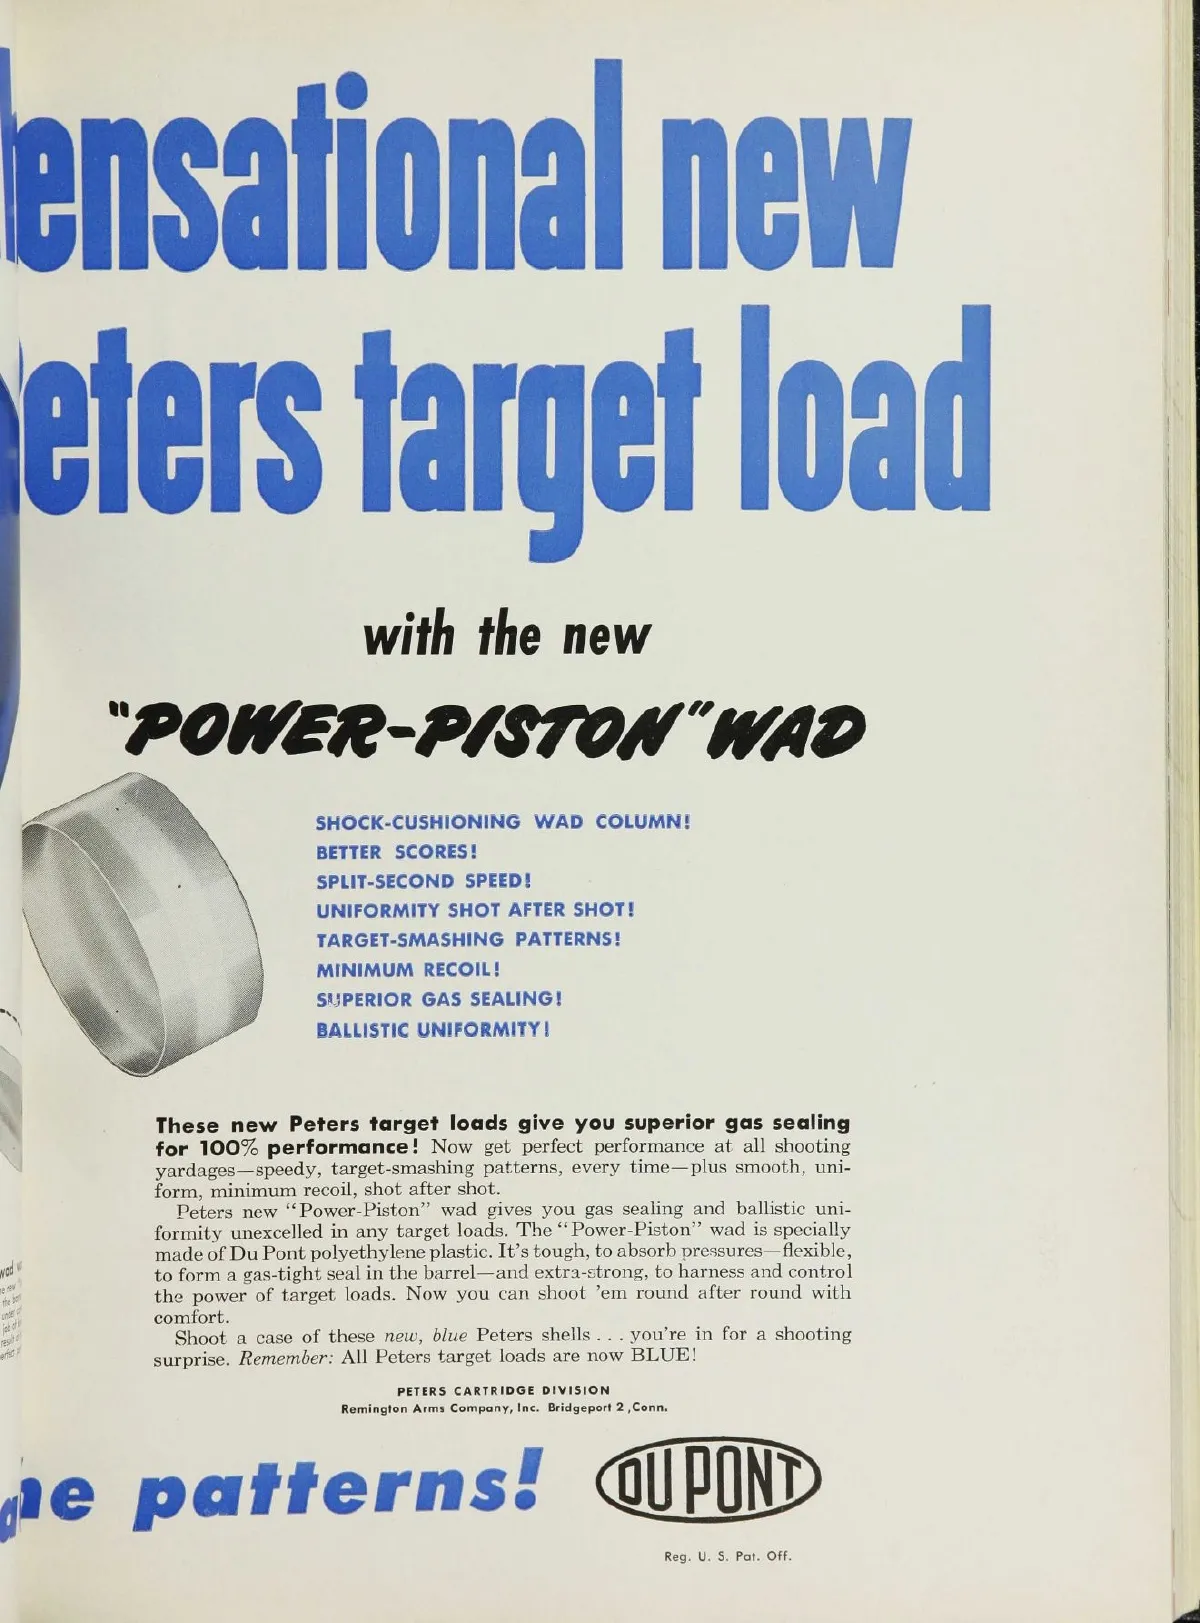 ensational new
eters target load
with the new
"POWER-PISTON" WAD
SHOCK-CUSHIONING WAD COLUMN!
BETTER SCORES!
SPLIT-SECOND SPEED!
UNIFORMITY SHOT AFTER SHOT!
TARGET-SMASHING PATTERNS!
MINIMUM RECOIL!
SUPERIOR GAS SEALING!
BALLISTIC UNIFORMITY!
These new Peters target loads give you superior gas sealing
for 100% performance! Now get perfect performance at all shooting
yardages—speedy, target-smashing patterns, every time—plus smooth, uni-
form, minimum recoil, shot after shot.
Peters new "Power-Piston" wad gives you gas sealing and ballistic uni-
formity unexcelled in any target loads. The "Power-Piston" wad is specially
made of Du Pont polyethylene plastic. It's tough, to absorb pressures—flexible,
to form a gas-tight seal in the barrel—and extra-strong, to harness and control
the power of target loads. Now you can shoot 'em round after round with
comfort.
Shoot a case of these new, blue Peters shells . . . you're in for a shooting
surprise. Remember: All Peters target loads are now BLUE!
PETERS CARTRIDGE DIVISION
Remington Arms Company, Inc. Bridgeport 2, Conn.
ne patterns!
DU PONT
Reg. U. S. Pat. Off.